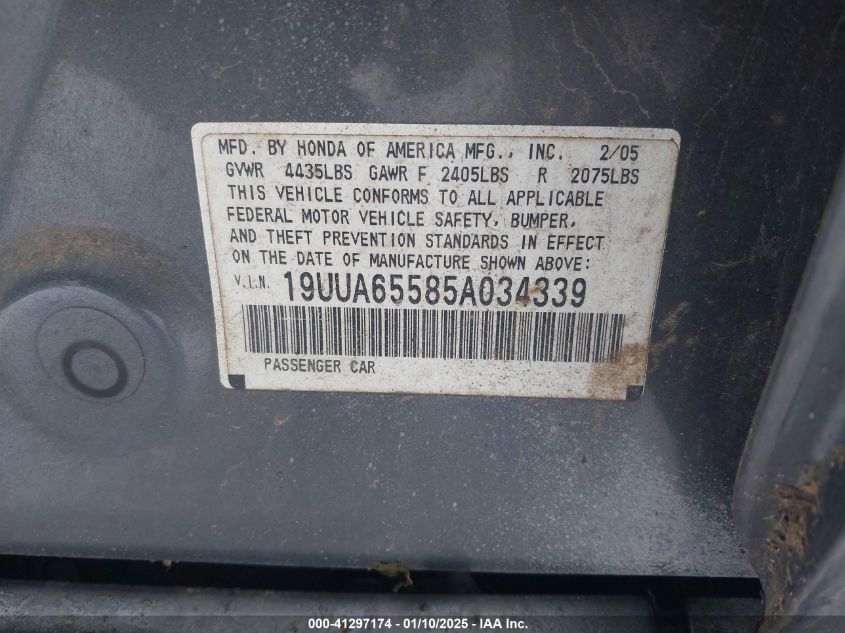 MFD. BY HONDA OF AMERICA MFG., INC. 2/05
GVWR 4435LBS GAWR F 2405LBS R 2075LBS
THIS VEHICLE CONFORMS TO ALL APPLICABLE
FEDERAL MOTOR VEHICLE SAFETY, BUMPER,
AND THEFT PREVENTION STANDARDS IN EFFECT
ON THE DATE OF MANUFACTURE SHOWN ABOVE:
V.I.N. 19UUA65585A034339
PASSENGER CAR
000-41297174 - 01/10/2025 - IAA Inc.